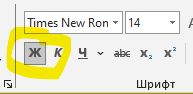 Times New Ron 14
Ж К Ч abc x₂ x²
Шрифт